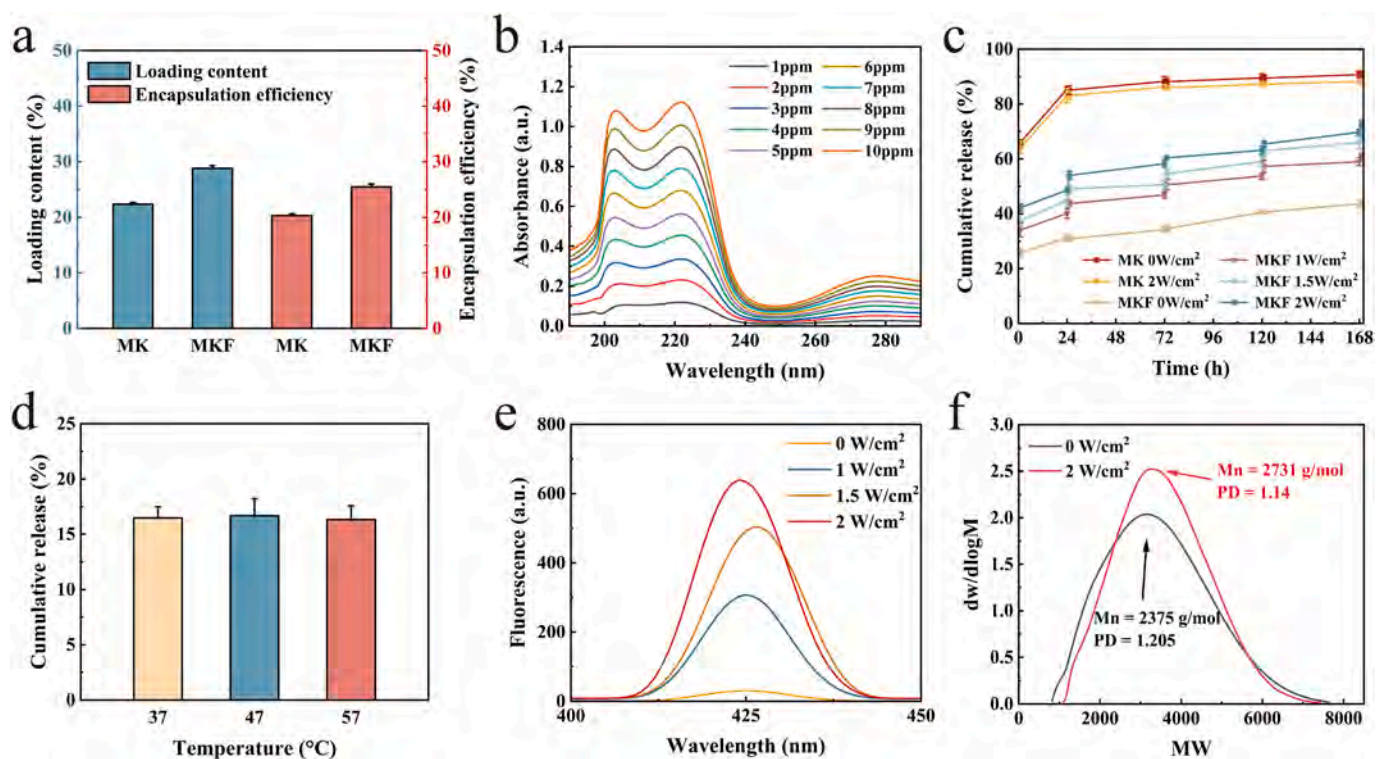 a
Loading content (%)
50
40
30
20
10
0
Loading content
Encapsulation efficiency
MK
MKF
MK
MKF
50
40
30
20
10
0
Encapsulation efficiency (%)
b
Absorbance (a.u.)
1.4
1.2
1.0
0.8
0.6
0.4
0.2
0.0
1ppm
2ppm
3ppm
4ppm
5ppm
6ppm
7ppm
8ppm
9ppm
10ppm
200
220
240
260
280
Wavelength (nm)
c
Cumulative release (%)
100
80
60
40
20
0
MK 0W/cm²
MK 2W/cm²
MKF 0W/cm²
MKF 1W/cm²
MKF 1.5W/cm²
MKF 2W/cm²
0
24
48
72
96
120
144
168
Time (h)
d
Cumulative release (%)
25
20
15
10
5
0
37
47
57
Temperature (°C)
e
Fluorescence (a.u.)
800
600
400
200
0
0 W/cm²
1 W/cm²
1.5 W/cm²
2 W/cm²
400
425
450
Wavelength (nm)
f
dw/dlogM
3.0
2.5
2.0
1.5
1.0
0.5
0.0
0 W/cm²
2 W/cm²
Mn = 2731 g/mol
PD = 1.14
Mn = 2375 g/mol
PD = 1.205
0
2000
4000
6000
8000
MW